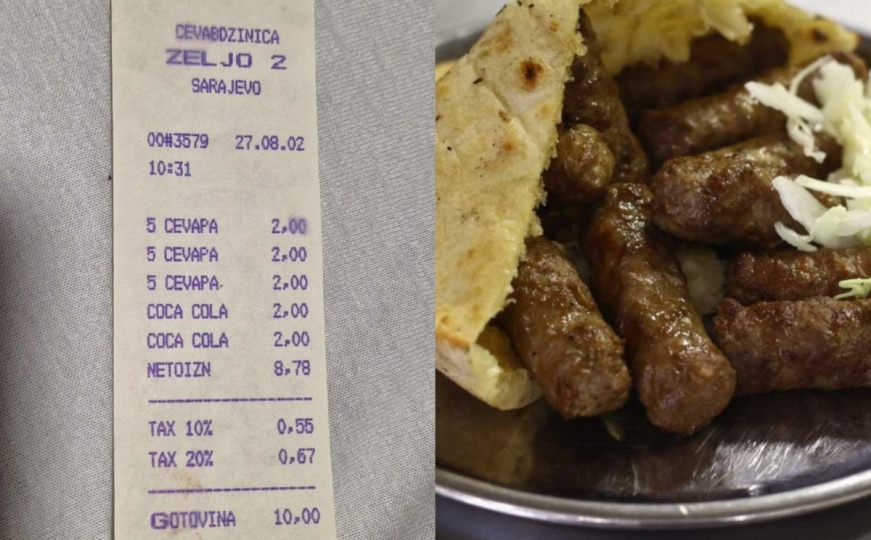 CEVABDZINICA
ZELJO 2
SARAJEVO
00#3579 27.08.02
10:31
5 CEVAPA 2,00
5 CEVAPA 2,00
5 CEVAPA 2,00
COCA COLA 2,00
COCA COLA 2,00
NETOIZN 8,78
TAX 10% 0,55
TAX 20% 0,67
GOTOVINA 10,00